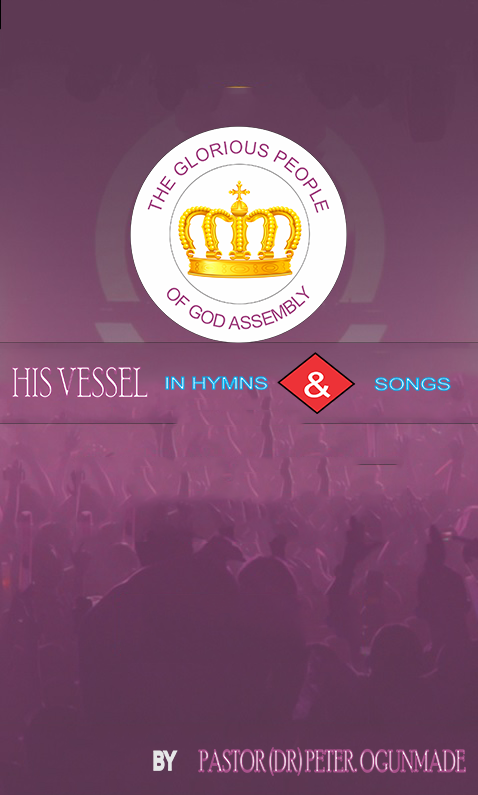 THE GLORIOUS PEOPLE
OF GOD ASSEMBLY
HIS VESSEL IN HYMNS & SONGS
BY PASTOR (DR) PETER. OGUNMADE